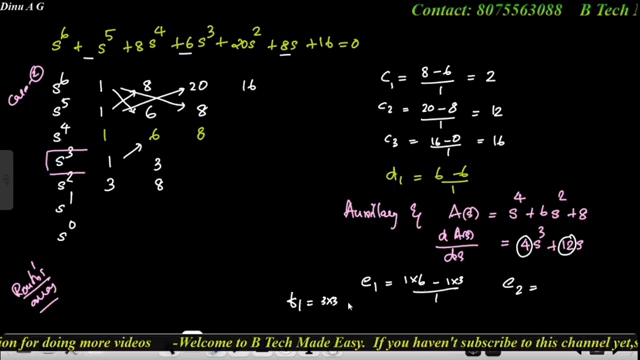 Dinu A G
Contact: 8075563088 B Tech M
s⁶ + s⁵ + 8s⁴ + 6s³ + 20s² + 8s + 16 = 0
Case-2
s⁶ 1 8 20 16
s⁵ 1 6 8
s⁴ 1 6 8
s³ 1 3
s² 3 8
s¹
s⁰
Routh's
array
C₁ = 8-6/1 = 2
C₂ = 20-8/1 = 12
C₃ = 16-0/1 = 16
d₁ = 6-6/1
Auxiliary Eq A(s) = s⁴ + 6s² + 8
dA(s)/ds = 4s³ + 12s
e₁ = 1×6 - 1×3/1 e₂ =
f₁ = 3×3
ion for doing more videos -Welcome to B Tech Made Easy. If you haven't subscribe to this channel yet,s